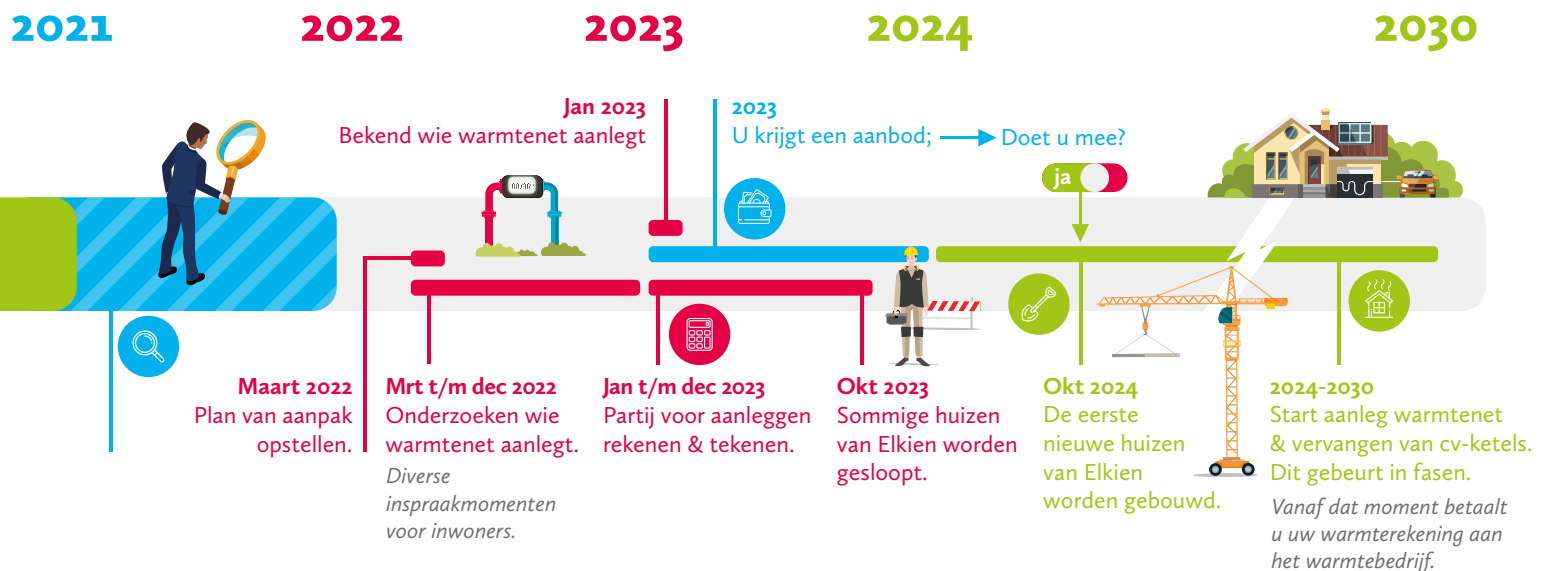 2021
2022
2023
2024
2030
Jan 2023
Bekend wie warmtenet aanlegt
2023
U krijgt een aanbod; Doet u mee?
ja
Maart 2022
Plan van aanpak
opstellen.
Mrt t/m dec 2022
Onderzoeken wie
warmtenet aanlegt.
Diverse
inspraakmomenten
voor inwoners.
Jan t/m dec 2023
Partij voor aanleggen
rekenen & tekenen.
Okt 2023
Sommige huizen
van Elkien worden
gesloopt.
Okt 2024
De eerste
nieuwe huizen
van Elkien
worden gebouwd.
2024-2030
Start aanleg warmtenet
& vervangen van cv-ketels.
Dit gebeurt in fasen.
Vanaf dat moment betaalt
u uw warmterekening aan
het warmtebedrijf.